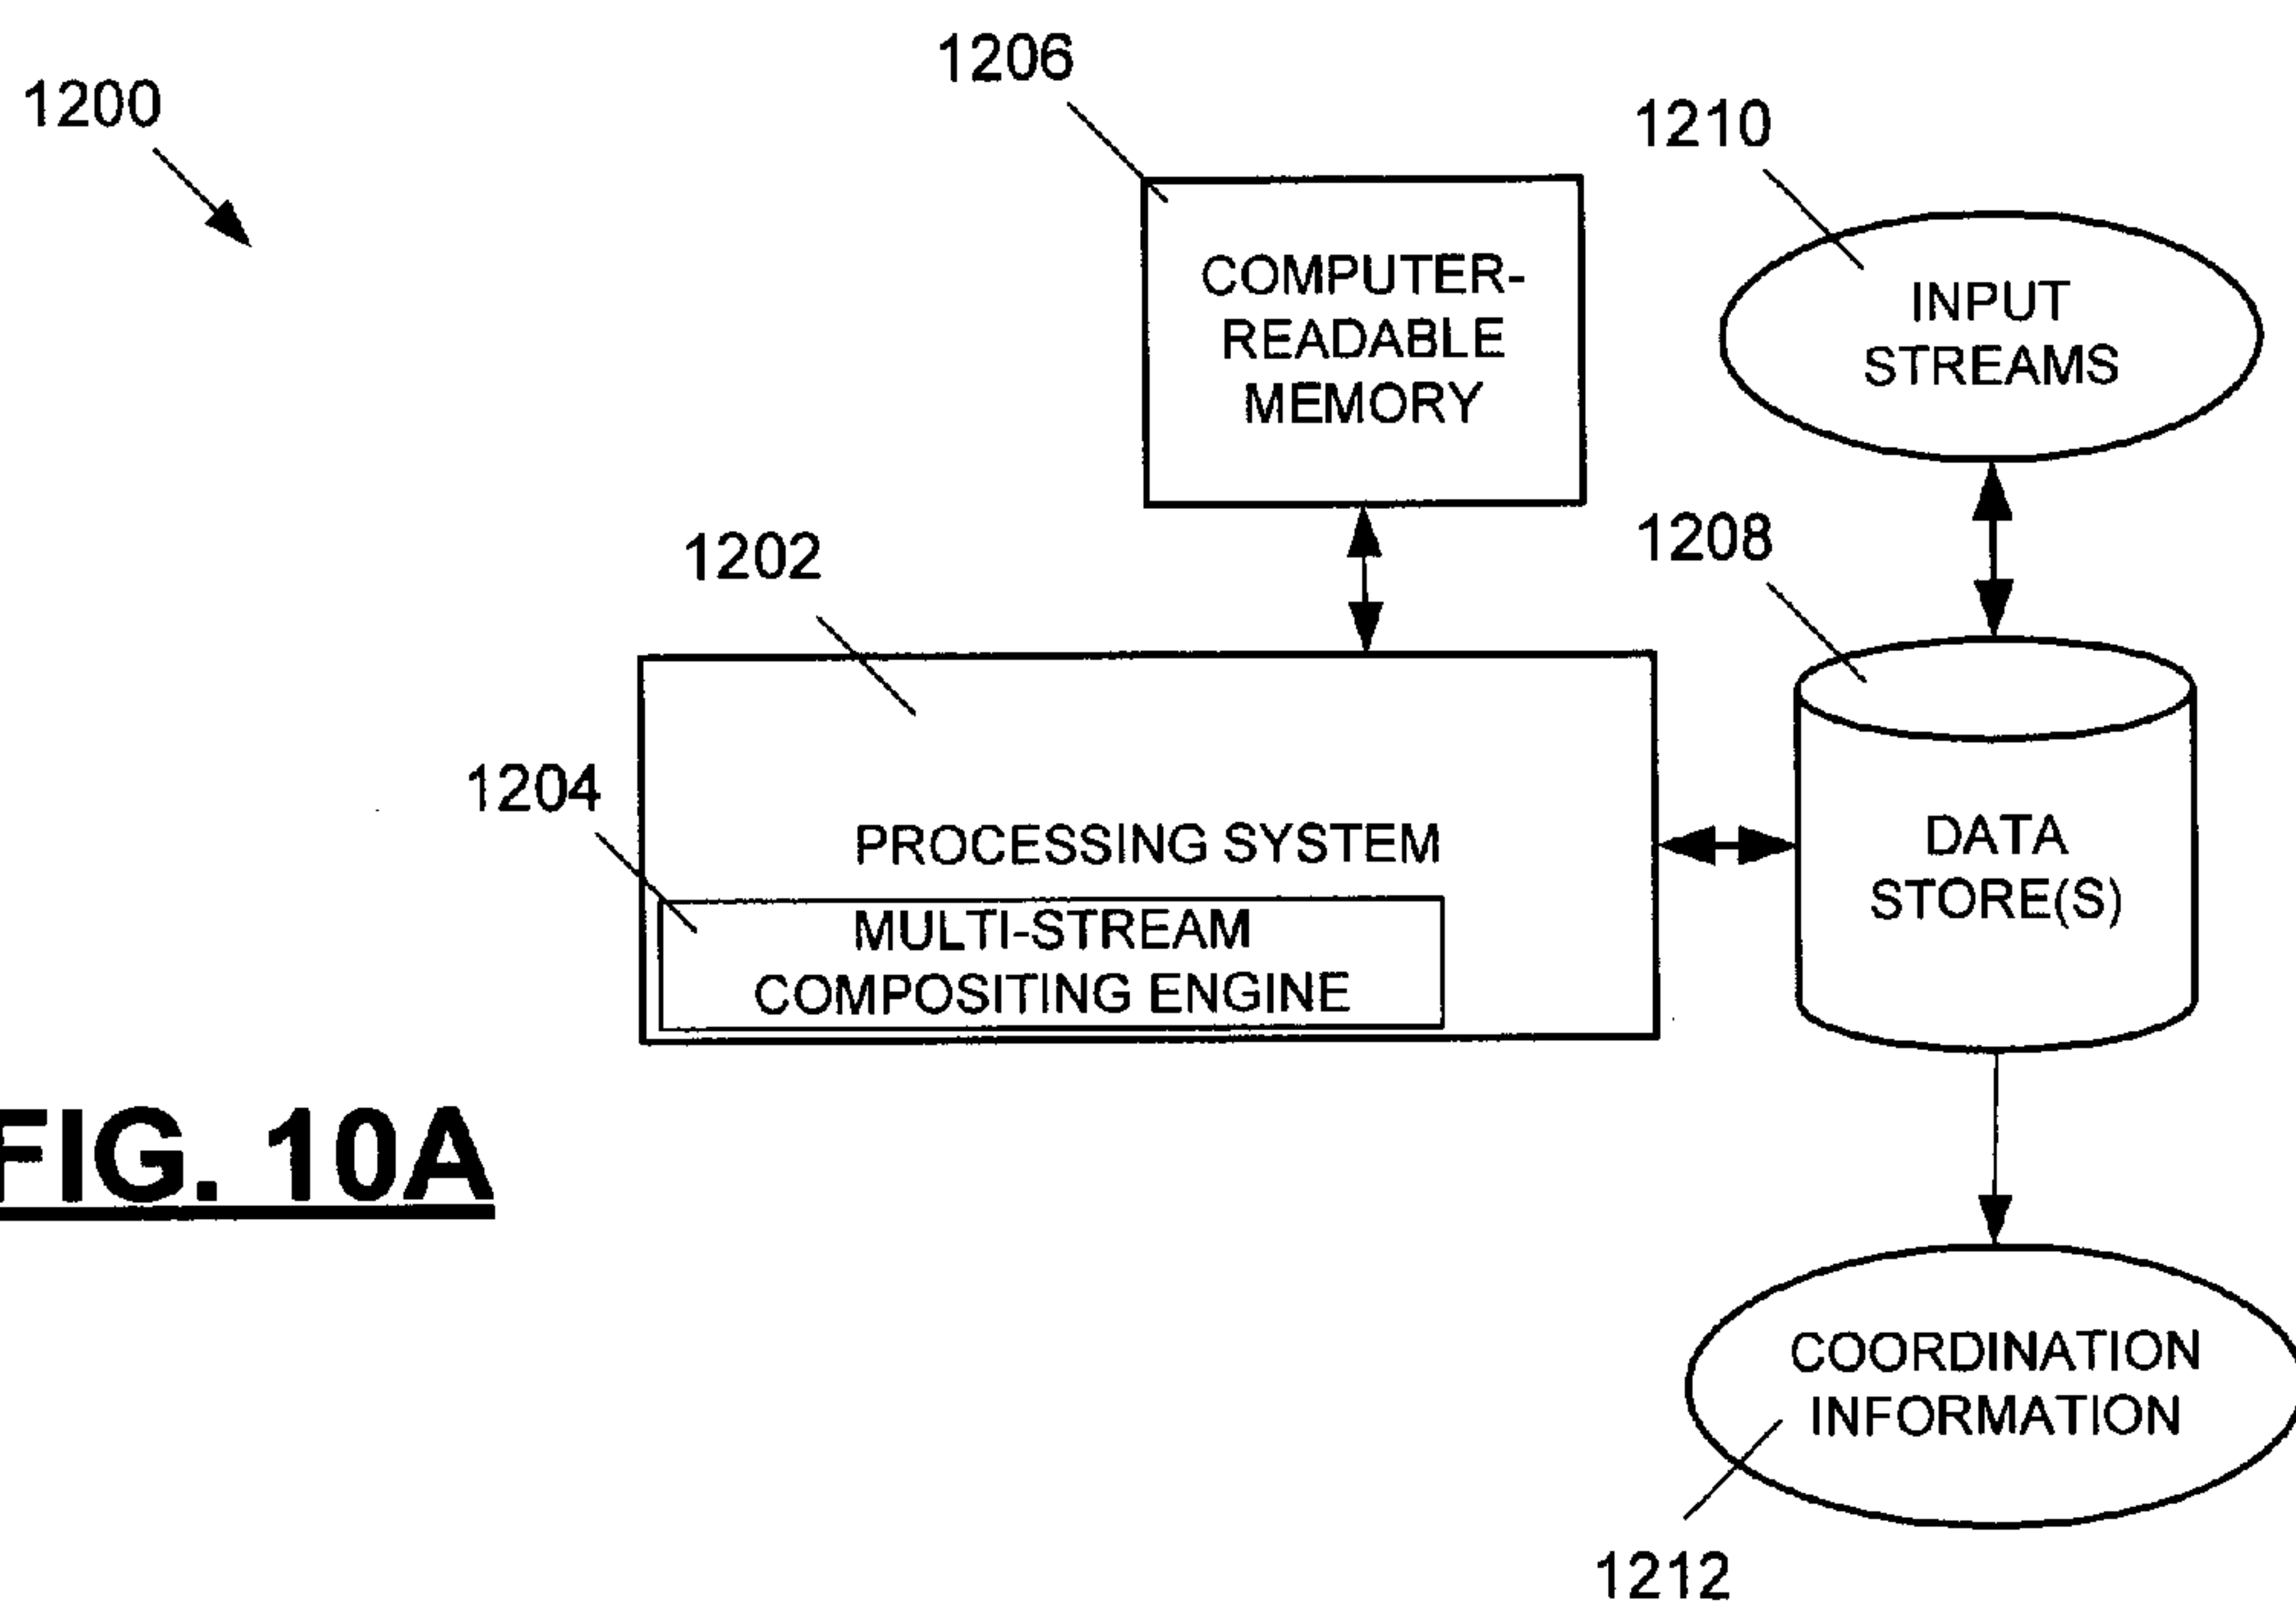 1200
1206
1210
COMPUTER-
READABLE
MEMORY
INPUT
STREAMS
1202
1208
1204
PROCESSING SYSTEM
MULTI-STREAM
COMPOSITING ENGINE
DATA
STORE(S)
FIG. 10A
COORDINATION
INFORMATION
1212